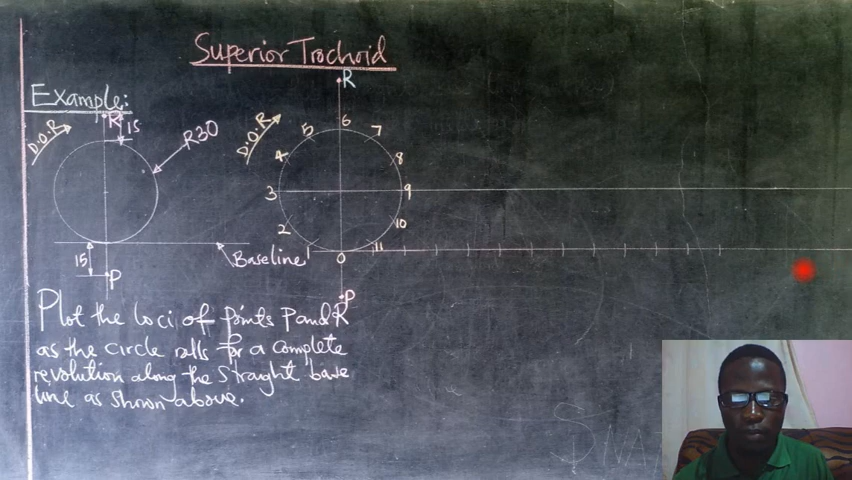 Superior Trochoid
Example:
R
15
D.O.R
R30
15
P
Baseline
R
D.O.R
0
1
2
3
4
5
6
7
8
9
10
11
P
Plot the loci of points P and R
as the circle rolls for a complete
revolution along the straight base
line as shown above.